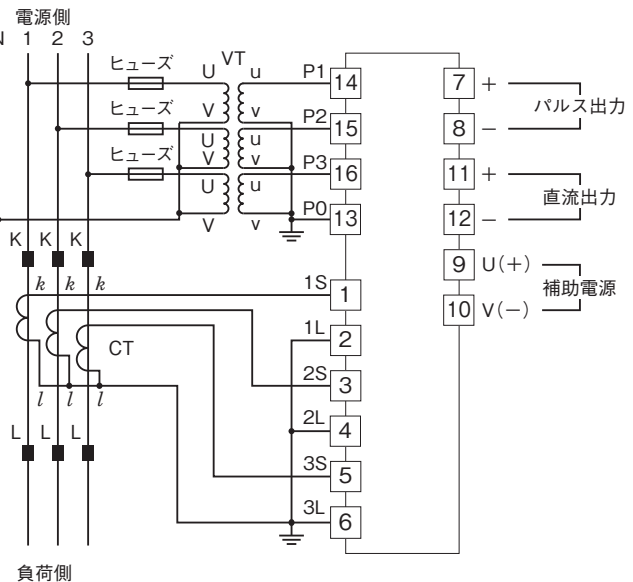 電源側
N 1 2 3
ヒューズ U VT u P1 14 7 +
V v パルス出力
ヒューズ U u P2 15 8 −
V v
ヒューズ U u P3 16 11 +
V v 直流出力
P0 13 12 −
K K K 9 U(+)
補助電源
k k k 1S 1 10 V(−)
1L 2
CT
2S 3
l l l
2L 4
L L L
3S 5
3L 6
負荷側